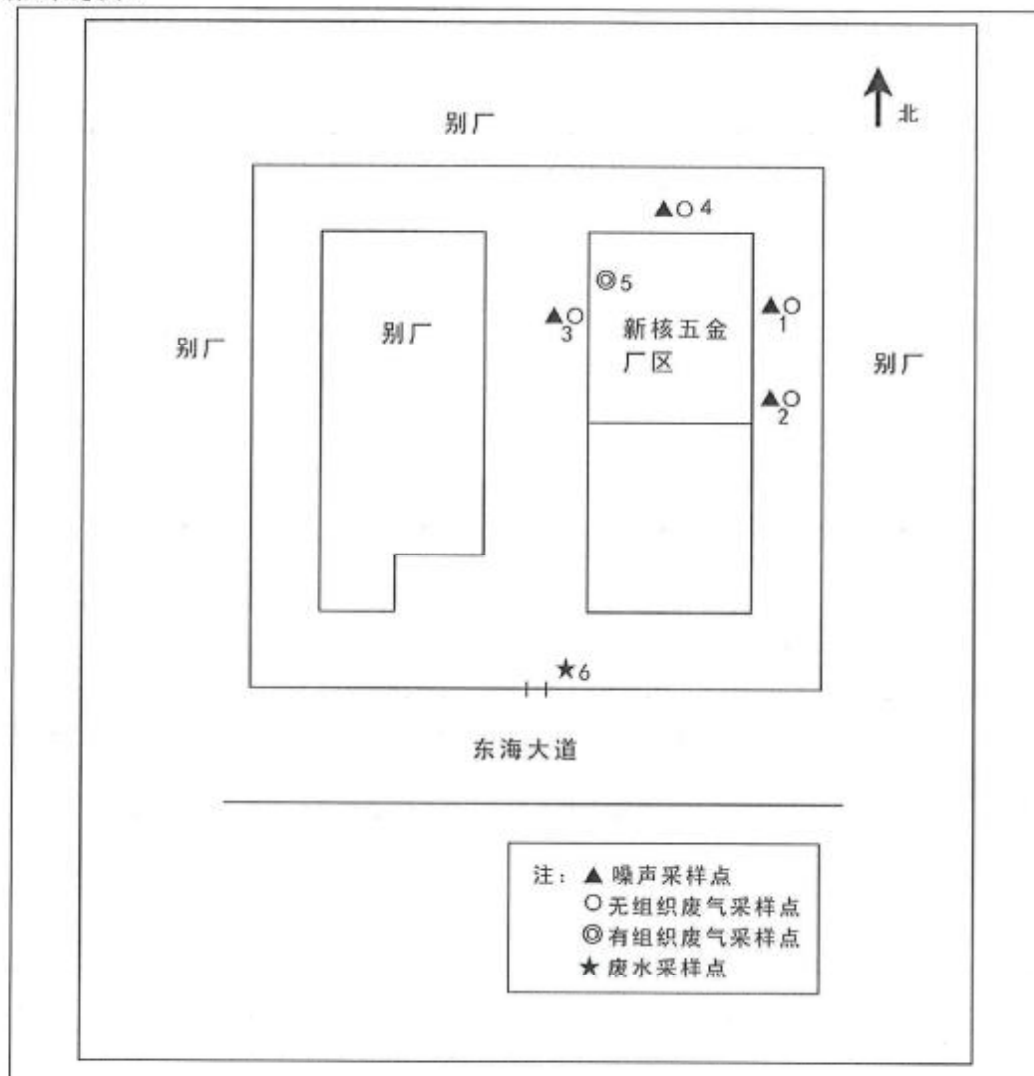 别厂
北
4
5
别厂
别厂
3
新核五金
厂区
1
别厂
2
6
东海大道
注：▲ 噪声采样点
○ 无组织废气采样点
◎ 有组织废气采样点
★ 废水采样点